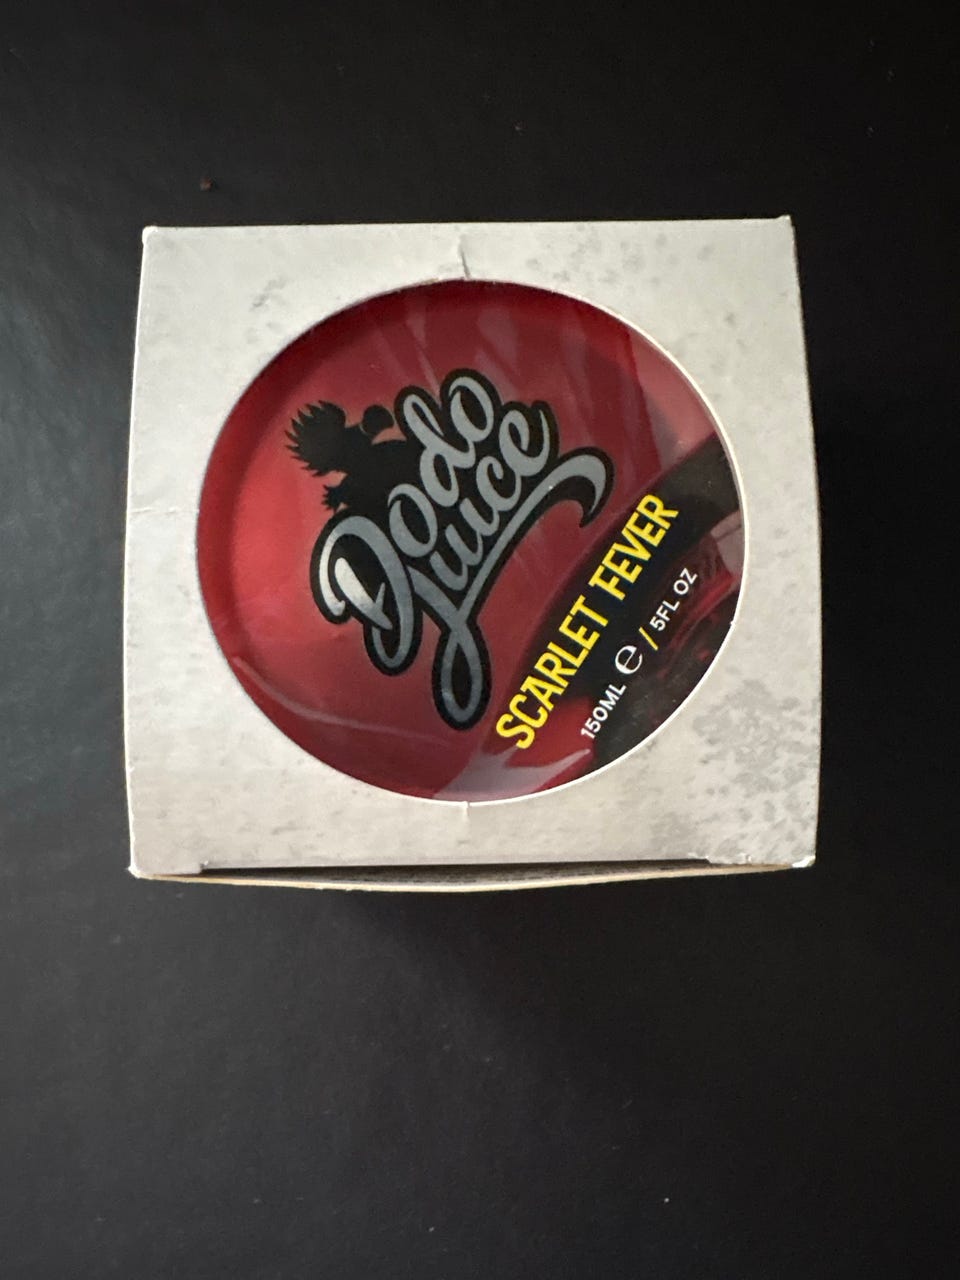 Dodo
Juice
SCARLET FEVER
150ML ℮ / 5FL OZ